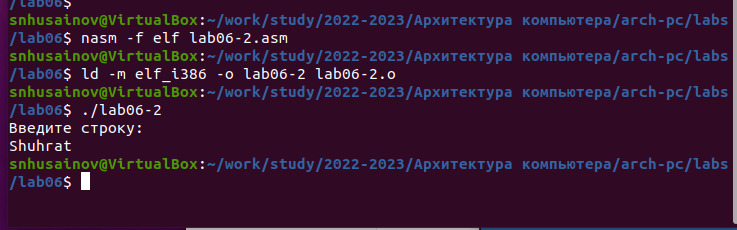 /lab06$
snhusainov@VirtualBox:~/work/study/2022-2023/Архитектура компьютера/arch-pc/labs
/lab06$ nasm -f elf lab06-2.asm
snhusainov@VirtualBox:~/work/study/2022-2023/Архитектура компьютера/arch-pc/labs
/lab06$ ld -m elf_i386 -o lab06-2 lab06-2.o
snhusainov@VirtualBox:~/work/study/2022-2023/Архитектура компьютера/arch-pc/labs
/lab06$ ./lab06-2
Введите строку:
Shuhrat
snhusainov@VirtualBox:~/work/study/2022-2023/Архитектура компьютера/arch-pc/labs
/lab06$